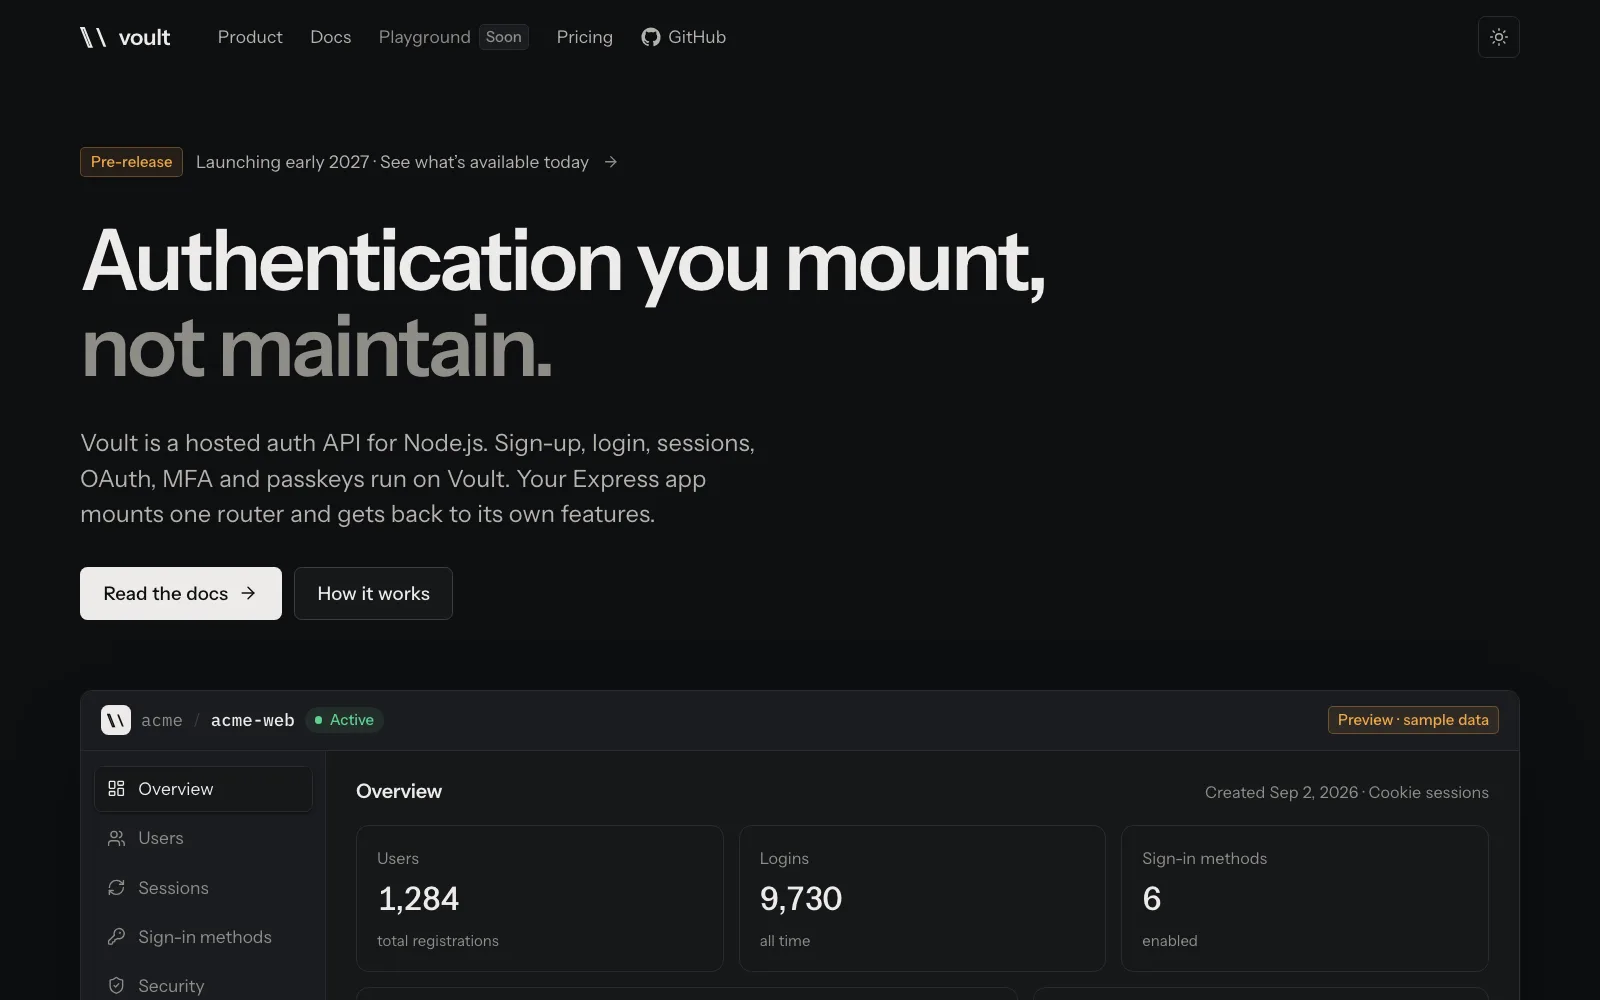 voult
Product
Docs
Playground Soon
Pricing
GitHub
Pre-release
Launching early 2027 · See what’s available today →
Authentication you mount,
not maintain.
Voult is a hosted auth API for Node.js. Sign-up, login, sessions,
OAuth, MFA and passkeys run on Voult. Your Express app
mounts one router and gets back to its own features.
Read the docs →
How it works
acme / acme-web
Active
Preview · sample data
Overview
Users
Sessions
Sign-in methods
Security
Overview
Created Sep 2, 2026 · Cookie sessions
Users
1,284
total registrations
Logins
9,730
all time
Sign-in methods
6
enabled